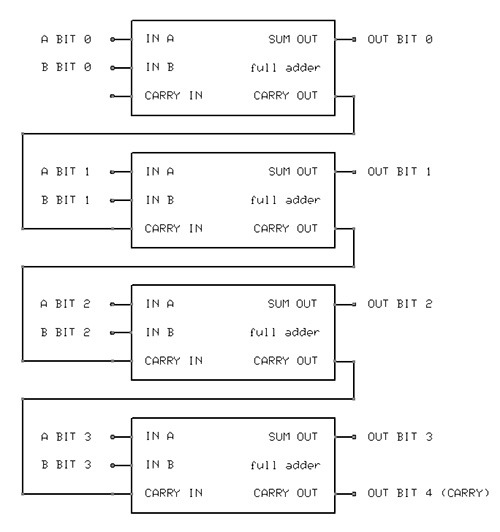 A BIT 0 IN A SUM OUT OUT BIT 0
B BIT 0 IN B full adder
CARRY IN CARRY OUT
A BIT 1 IN A SUM OUT OUT BIT 1
B BIT 1 IN B full adder
CARRY IN CARRY OUT
A BIT 2 IN A SUM OUT OUT BIT 2
B BIT 2 IN B full adder
CARRY IN CARRY OUT
A BIT 3 IN A SUM OUT OUT BIT 3
B BIT 3 IN B full adder
CARRY IN CARRY OUT OUT BIT 4 (CARRY)